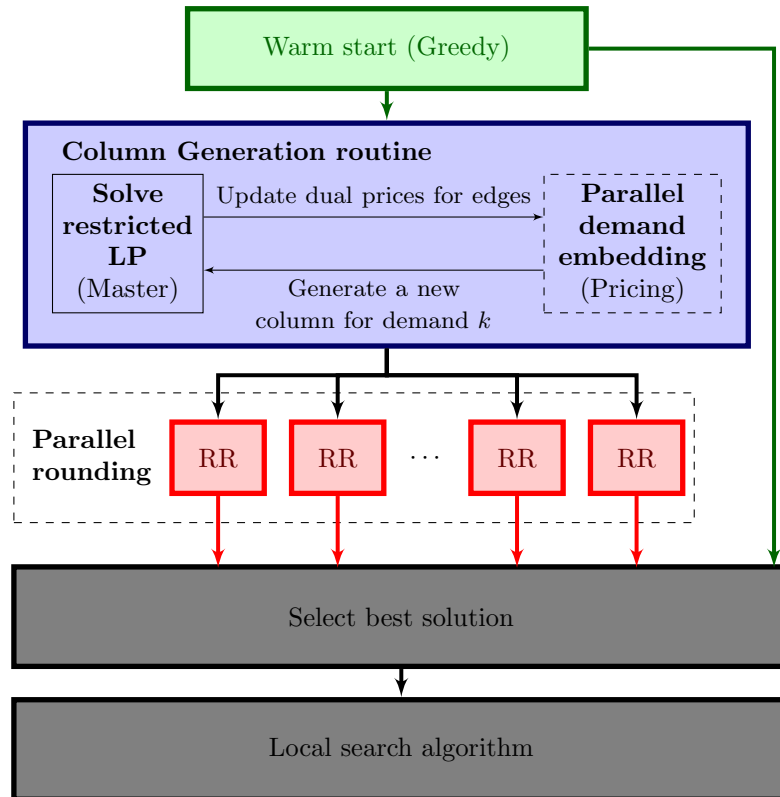 Warm start (Greedy)
Column Generation routine
Solve
restricted
LP
(Master)
Update dual prices for edges
Generate a new
column for demand k
Parallel
demand
embedding
(Pricing)
Parallel
rounding
RR
RR
...
RR
RR
Select best solution
Local search algorithm